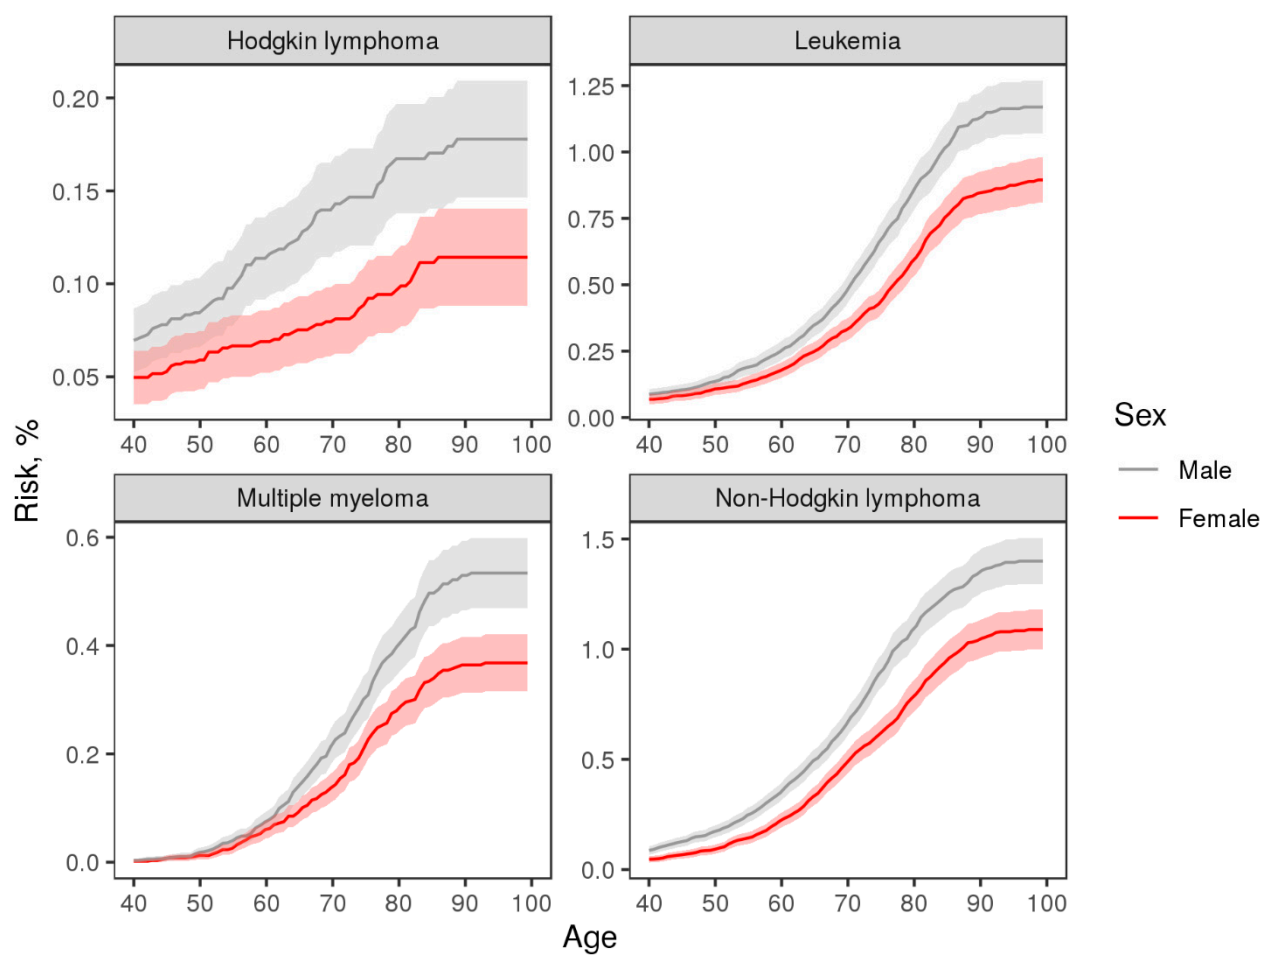 Hodgkin lymphoma
Leukemia
0.20
0.15
0.10
0.05
40 50 60 70 80 90 100
1.25
1.00
0.75
0.50
0.25
0.00
40 50 60 70 80 90 100
Multiple myeloma
Non-Hodgkin lymphoma
0.6
0.4
0.2
0.0
40 50 60 70 80 90 100
1.5
1.0
0.5
0.0
40 50 60 70 80 90 100
Risk, %
Age
Sex
Male
Female